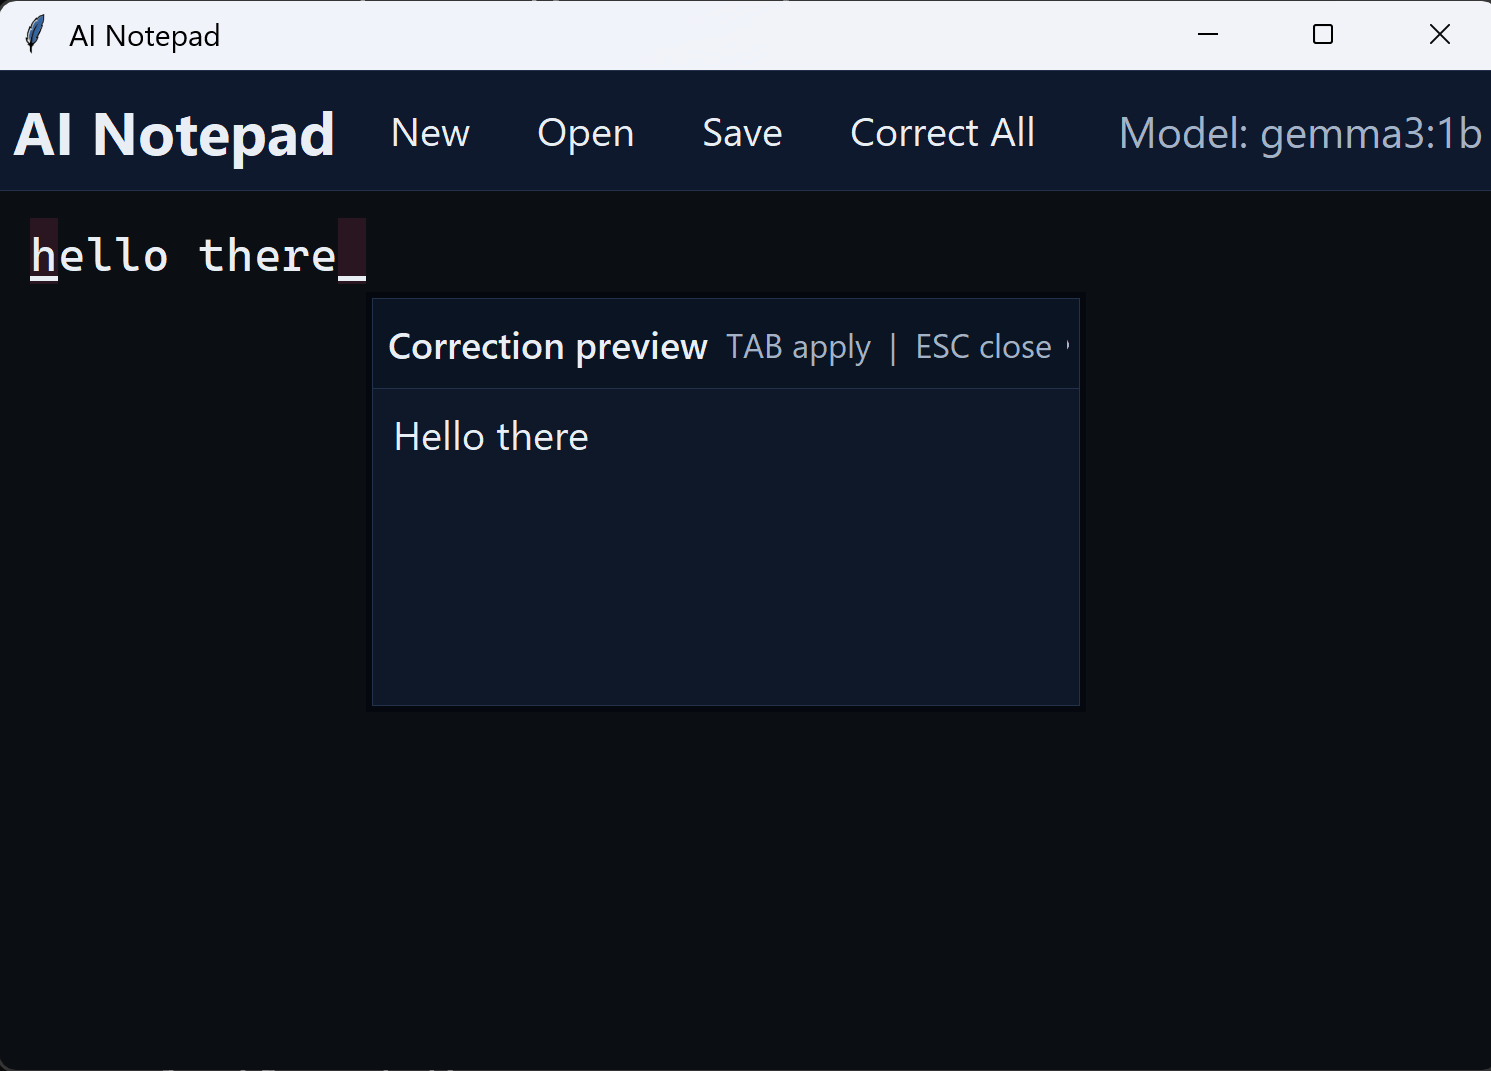 AI Notepad
AI Notepad New Open Save Correct All Model: gemma3:1b
hello there
Correction preview TAB apply | ESC close
Hello there